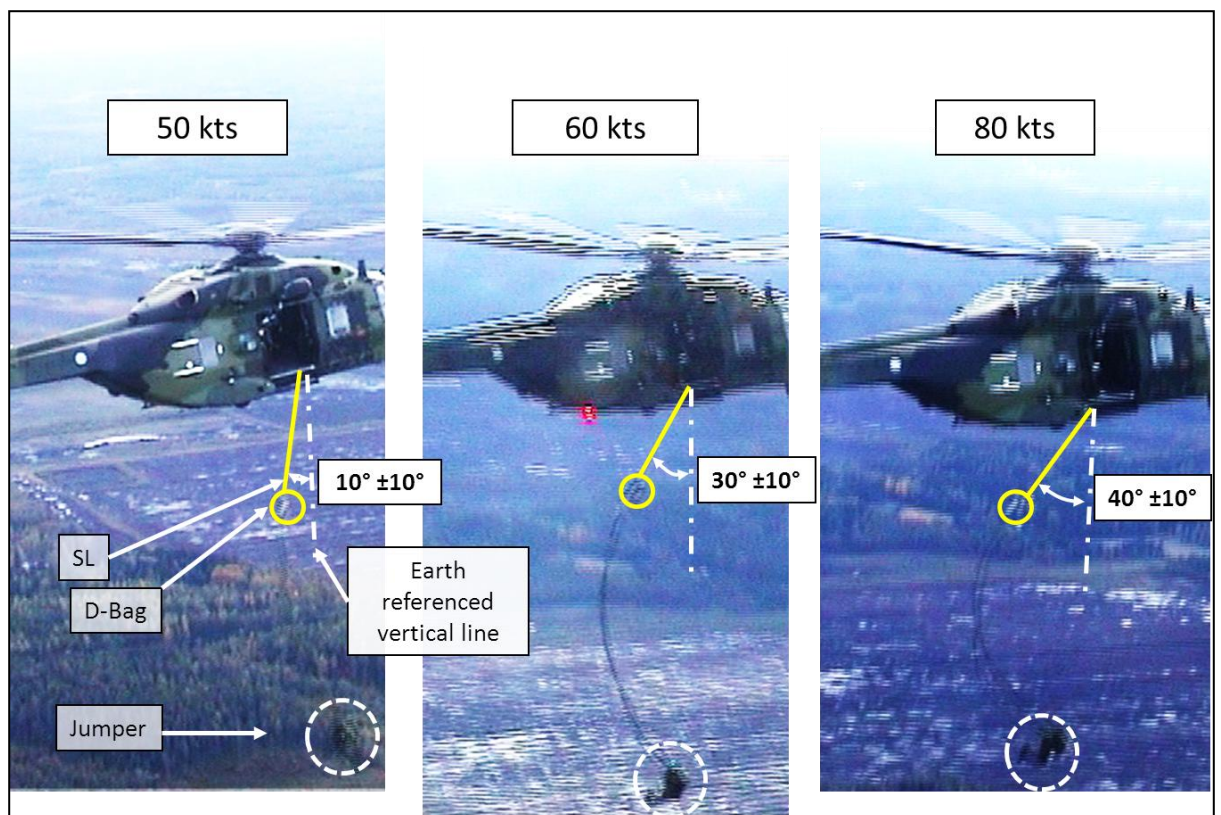 50 kts
60 kts
80 kts
10° ±10°
30° ±10°
40° ±10°
SL
D-Bag
Earth
referenced
vertical line
Jumper